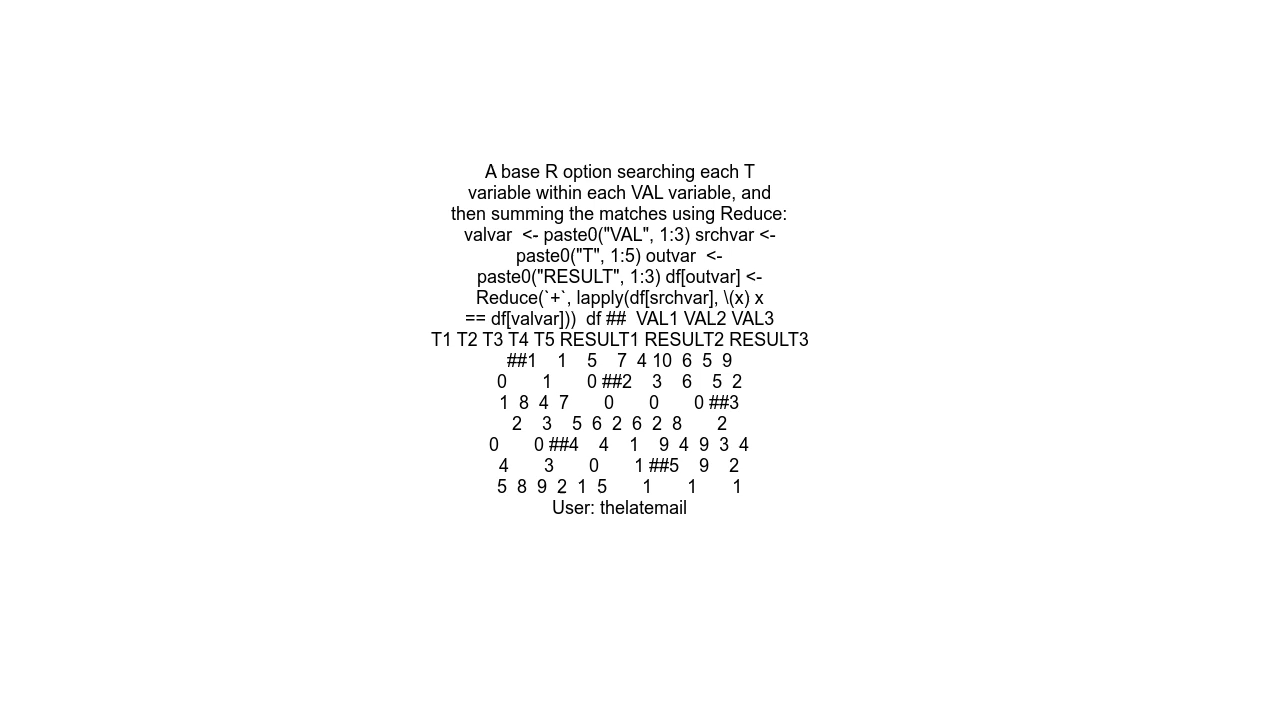 A base R option searching each T
variable within each VAL variable, and
then summing the matches using Reduce:
valvar  <- paste0("VAL", 1:3) srchvar <-
paste0("T", 1:5) outvar  <-
paste0("RESULT", 1:3) df[outvar] <-
Reduce(`+`, lapply(df[srchvar], \(x) x
== df[valvar]))  df ##  VAL1 VAL2 VAL3
T1 T2 T3 T4 T5 RESULT1 RESULT2 RESULT3
##1    1    5    7  4 10  6  5  9
0       1       0 ##2    3    6    5  2
1  8  4  7       0       0       0 ##3
2    3    5  6  2  6  2  8       2
0       0 ##4    4    1    9  4  9  3  4
4       3       0       1 ##5    9    2
5  8  9  2  1  5       1       1       1
User: thelatemail